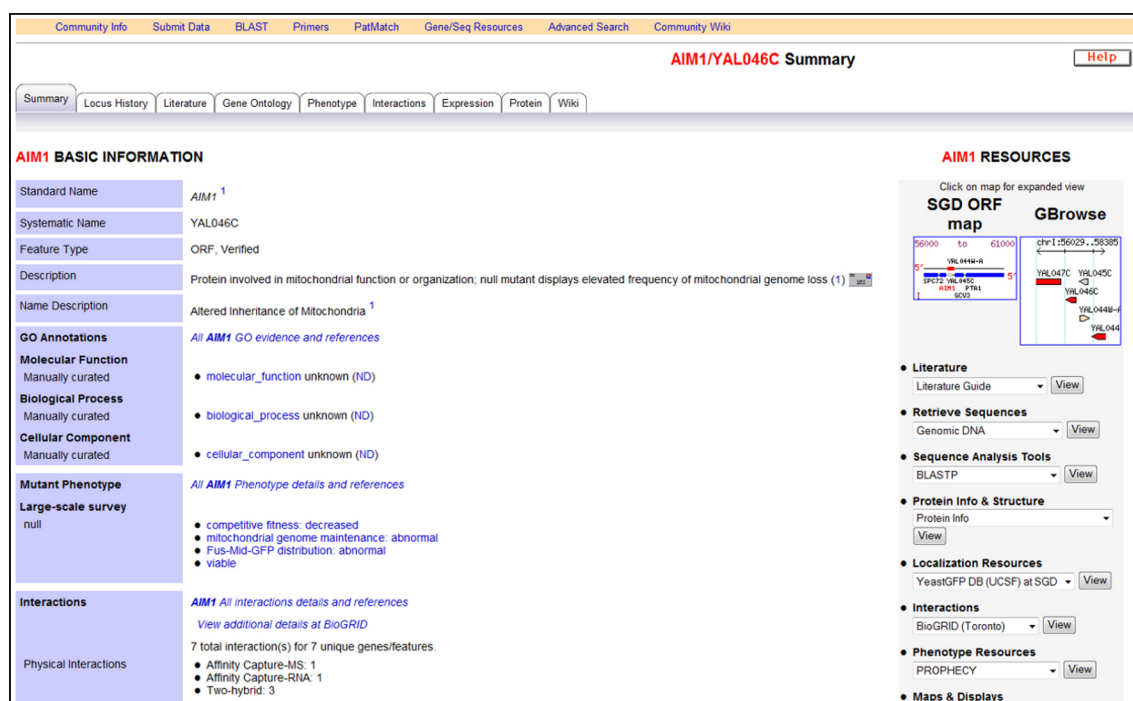 Community Info Submit Data BLAST Primers PatMatch Gene/Seq Resources Advanced Search Community Wiki
AIM1/YAL046C Summary
Help
Summary Locus History Literature Gene Ontology Phenotype Interactions Expression Protein Wiki
AIM1 BASIC INFORMATION
Standard Name AIM1 1
Systematic Name YAL046C
Feature Type ORF, Verified
Description Protein involved in mitochondrial function or organization; null mutant displays elevated frequency of mitochondrial genome loss (1)
Name Description Altered Inheritance of Mitochondria 1
GO Annotations All AIM1 GO evidence and references
Molecular Function
Manually curated • molecular_function unknown (ND)
Biological Process
Manually curated • biological_process unknown (ND)
Cellular Component
Manually curated • cellular_component unknown (ND)
Mutant Phenotype All AIM1 Phenotype details and references
Large-scale survey
null • competitive fitness: decreased
• mitochondrial genome maintenance: abnormal
• Fus-Mid-GFP distribution: abnormal
• viable
Interactions AIM1 All interactions details and references
View additional details at BioGRID
7 total interaction(s) for 7 unique genes/features.
Physical Interactions • Affinity Capture-MS: 1
• Affinity Capture-RNA: 1
• Two-hybrid: 3
AIM1 RESOURCES
Click on map for expanded view
SGD ORF map
GBrowse
56000 to 61000
YAL044W-A
5' 5'
SPC72 YAL045C
AIM1 PTA1
I GCV3
chrI:56029..58385
YAL047C YAL045C
YAL046C
YAL044W-A
YAL044
• Literature
Literature Guide View
• Retrieve Sequences
Genomic DNA View
• Sequence Analysis Tools
BLASTP View
• Protein Info & Structure
Protein Info
View
• Localization Resources
YeastGFP DB (UCSF) at SGD View
• Interactions
BioGRID (Toronto) View
• Phenotype Resources
PROPHECY View
• Maps & Displays